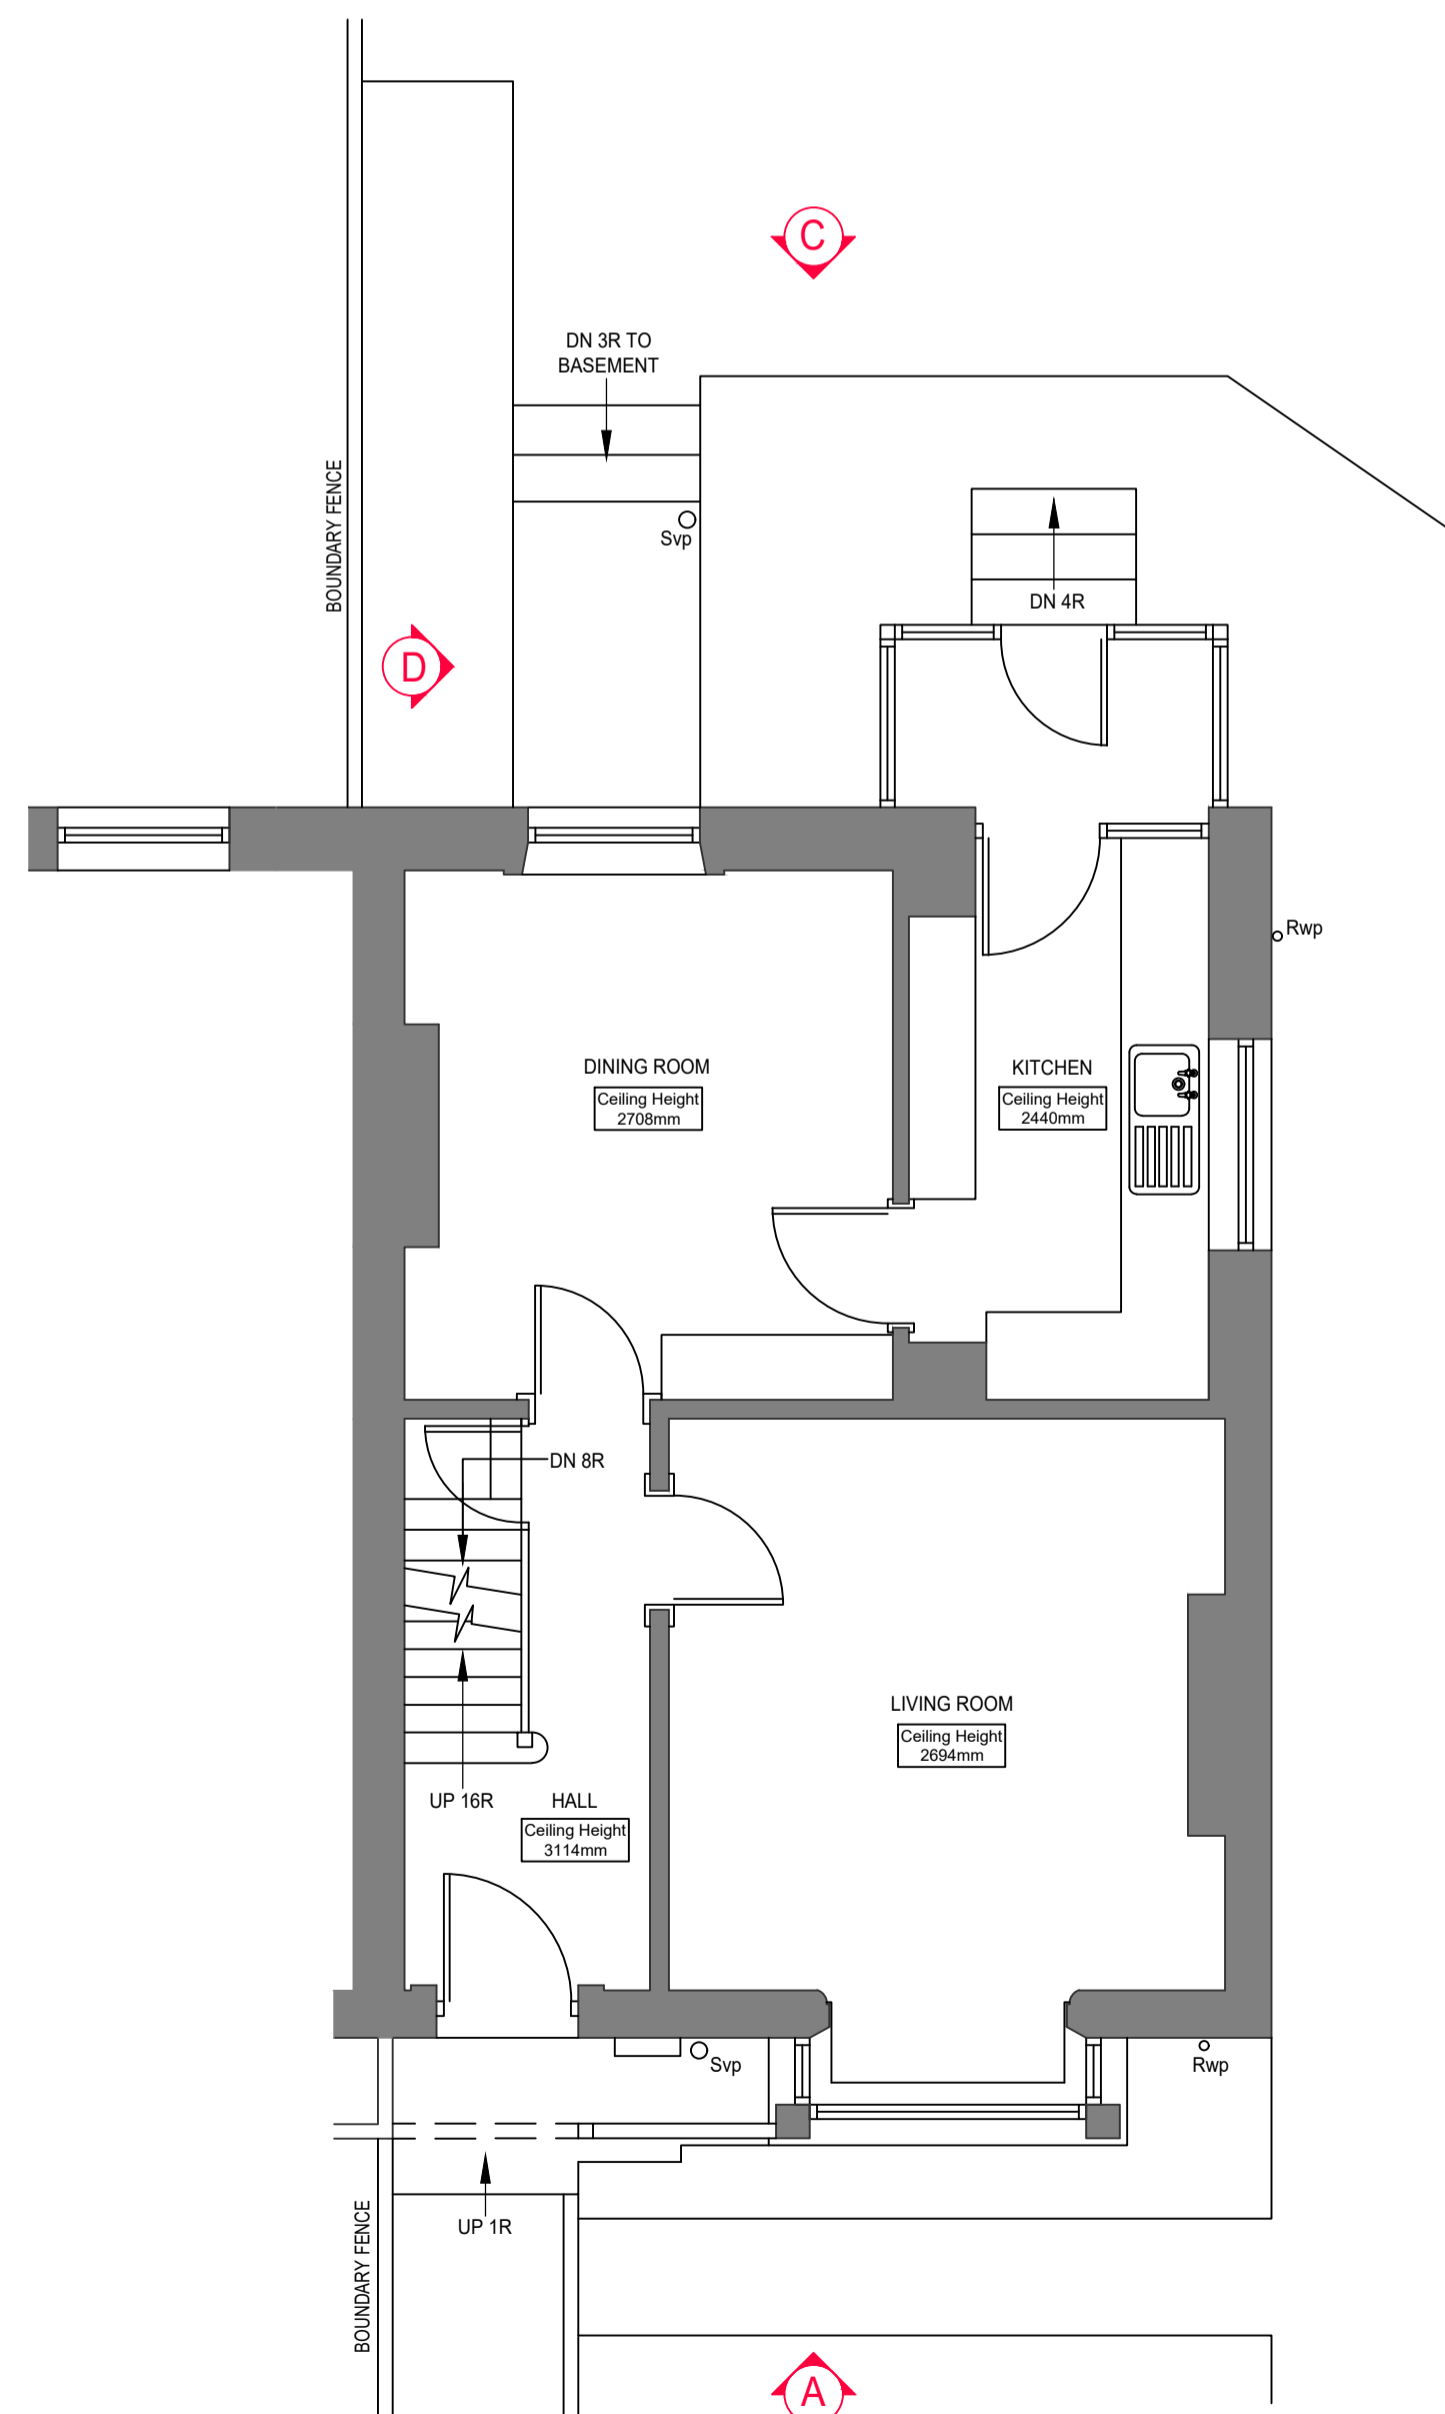 C
DN 3R TO
BASEMENT
BOUNDARY FENCE
Svp
DN 4R
D
Rwp
DINING ROOM
Ceiling Height
2708mm
KITCHEN
Ceiling Height
2440mm
DN 8R
LIVING ROOM
Ceiling Height
2694mm
UP 16R
HALL
Ceiling Height
3114mm
Svp
Rwp
UP 1R
BOUNDARY FENCE
A